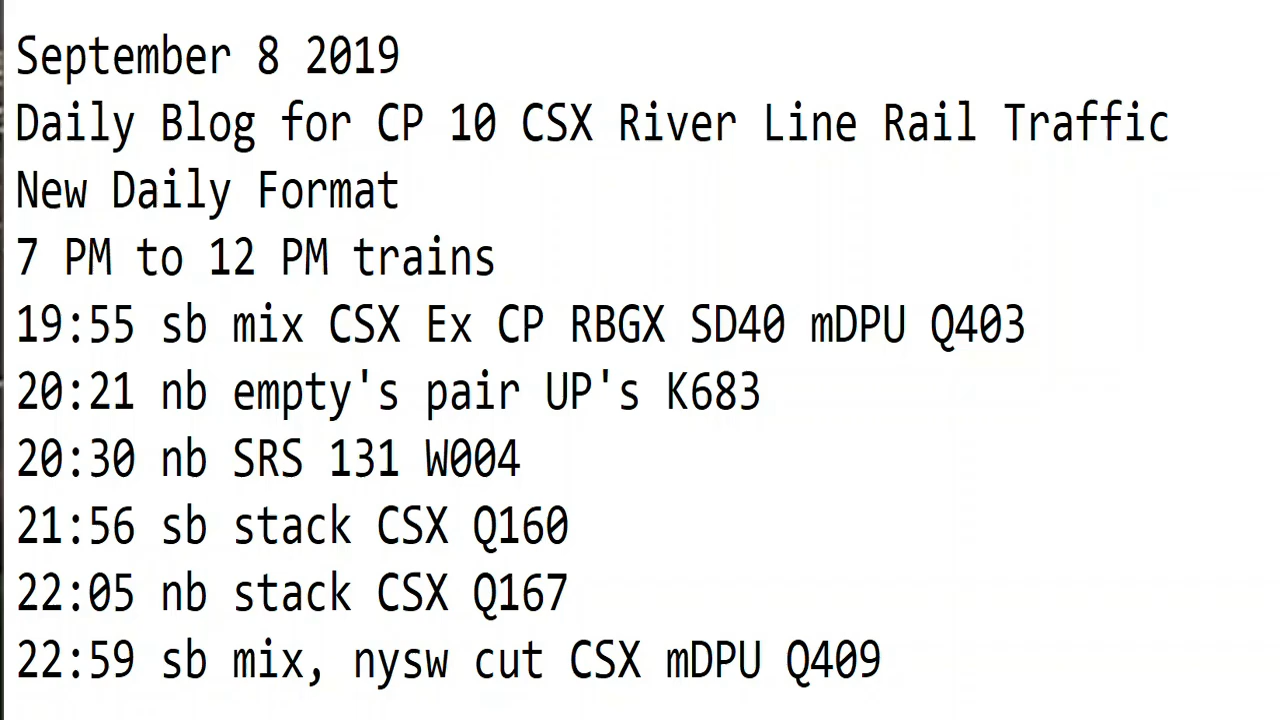 September 8 2019
Daily Blog for CP 10 CSX River Line Rail Traffic
New Daily Format
7 PM to 12 PM trains
19:55 sb mix CSX Ex CP RBGX SD40 mDPU Q403
20:21 nb empty's pair UP's K683
20:30 nb SRS 131 W004
21:56 sb stack CSX Q160
22:05 nb stack CSX Q167
22:59 sb mix, nysw cut CSX mDPU Q409